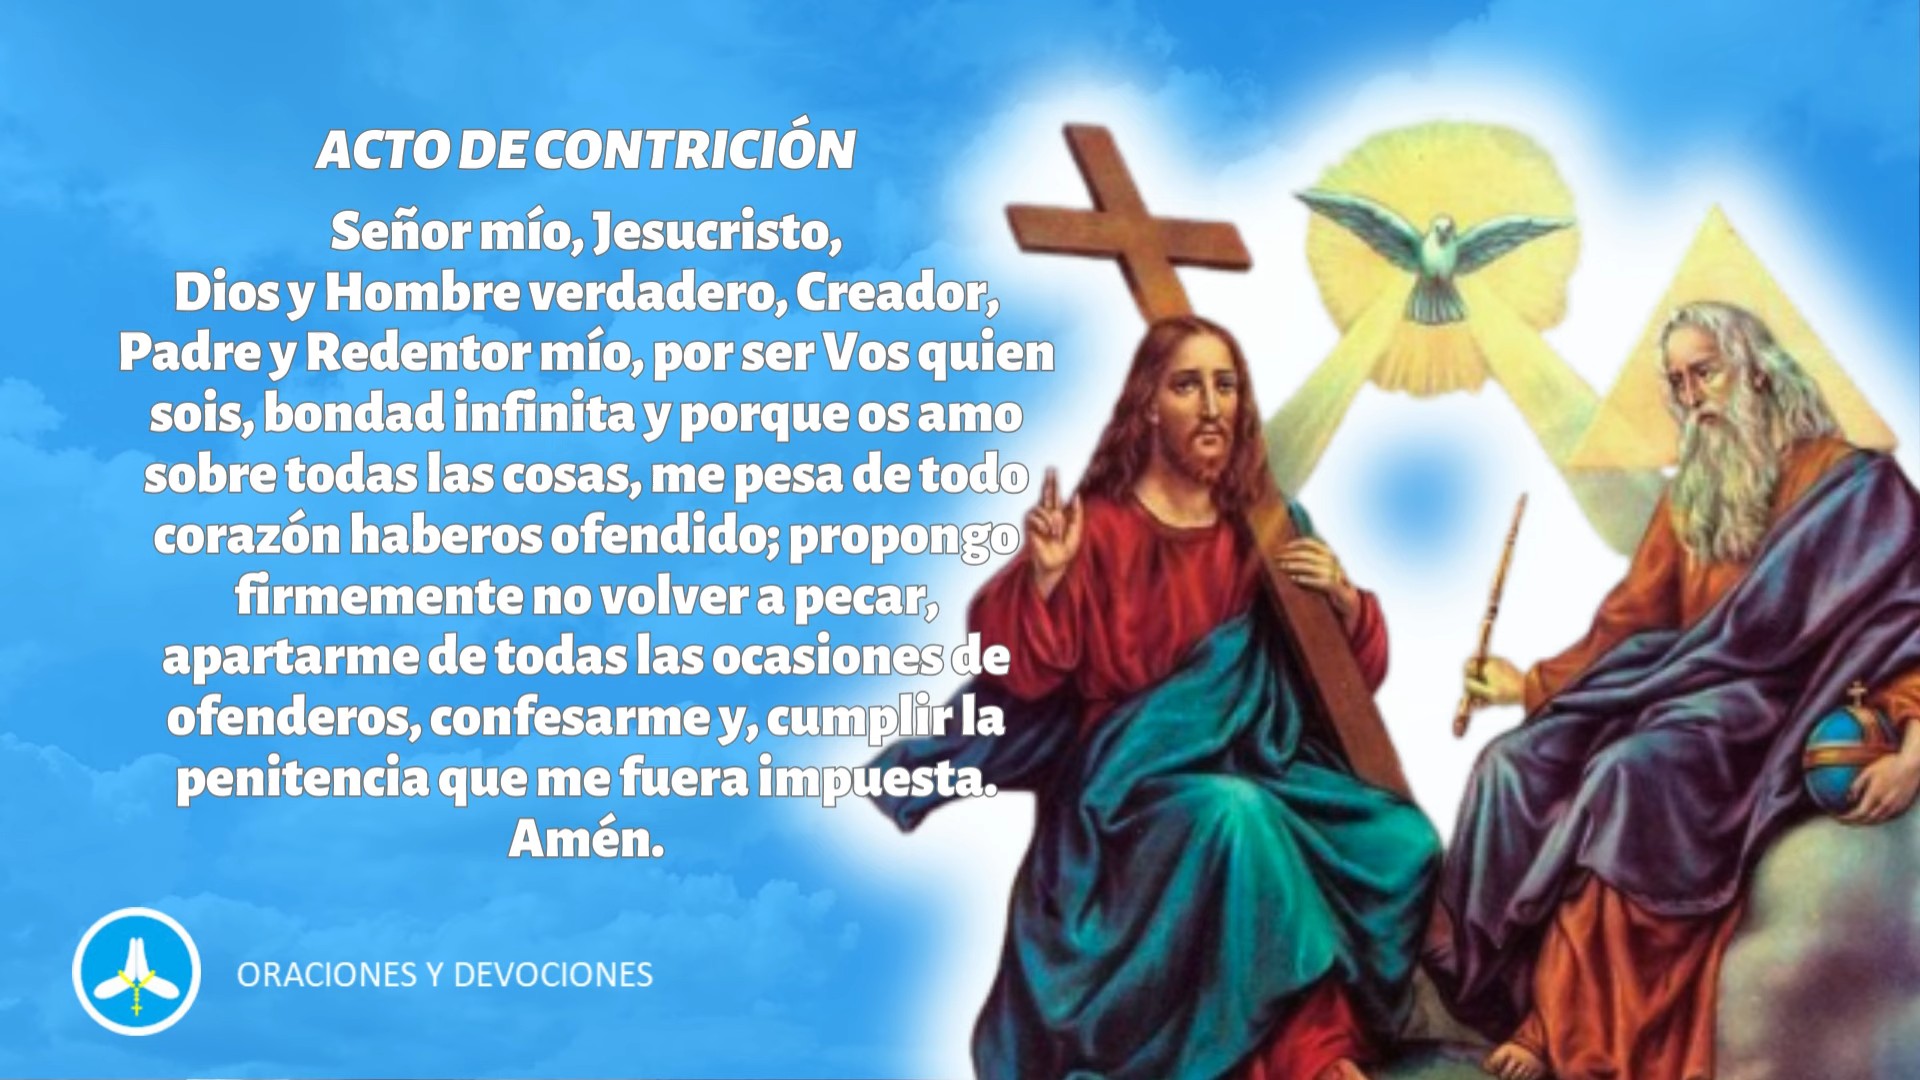 ACTO DE CONTRICIÓN
Señor mío, Jesucristo,
Dios y Hombre verdadero, Creador,
Padre y Redentor mío, por ser Vos quien
sois, bondad infinita y porque os amo
sobre todas las cosas, me pesa de todo
corazón haberos ofendido; propongo
firmemente no volver a pecar,
apartarme de todas las ocasiones de
ofenderos, confesarme y, cumplir la
penitencia que me fuera impuesta.
Amén.
ORACIONES Y DEVOCIONES